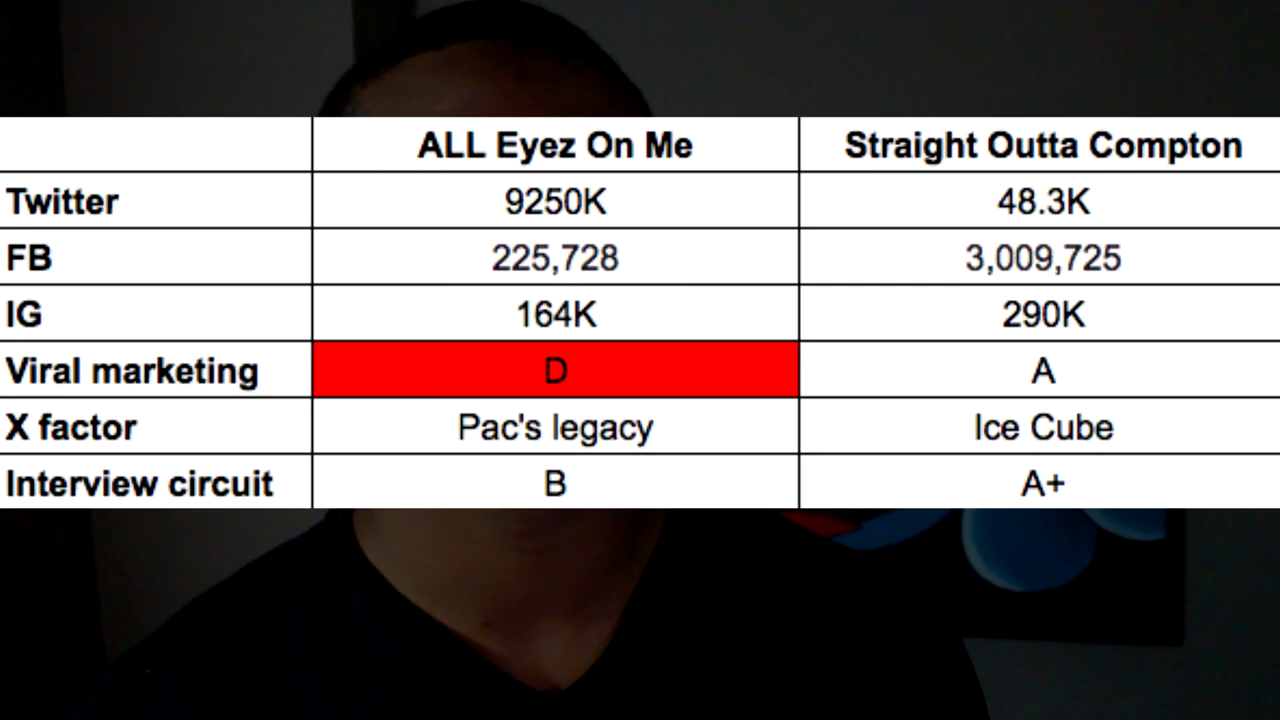 ALL Eyez On Me Straight Outta Compton
Twitter 9250K 48.3K
FB 225,728 3,009,725
IG 164K 290K
Viral marketing D A
X factor Pac's legacy Ice Cube
Interview circuit B A+